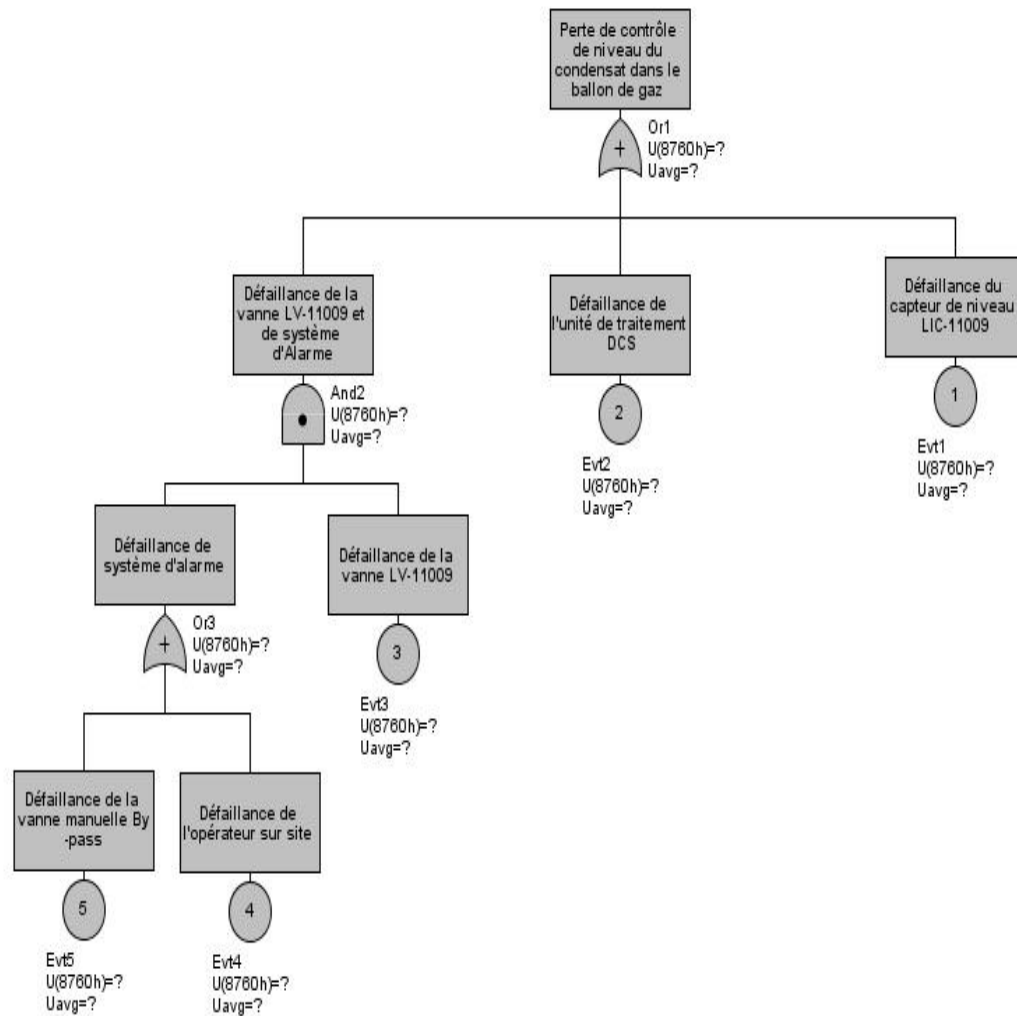 Perte de contrôle
de niveau du
condensat dans le
ballon de gaz
Or1
U(8760h)=?
Uavg=?
+
Défaillance de la
vanne LV-11009 et
de système
d'Alarme
Défaillance de
l'unité de traitement
DCS
Défaillance du
capteur de niveau
LIC-11009
And2
U(8760h)=?
Uavg=?
2
Evt2
U(8760h)=?
Uavg=?
1
Evt1
U(8760h)=?
Uavg=?
Défaillance de
système d'alarme
Défaillance de la
vanne LV-11009
Or3
U(8760h)=?
Uavg=?
+
3
Evt3
U(8760h)=?
Uavg=?
Défaillance de la
vanne manuelle By
-pass
Défaillance de
l'opérateur sur site
5
Evt5
U(8760h)=?
Uavg=?
4
Evt4
U(8760h)=?
Uavg=?